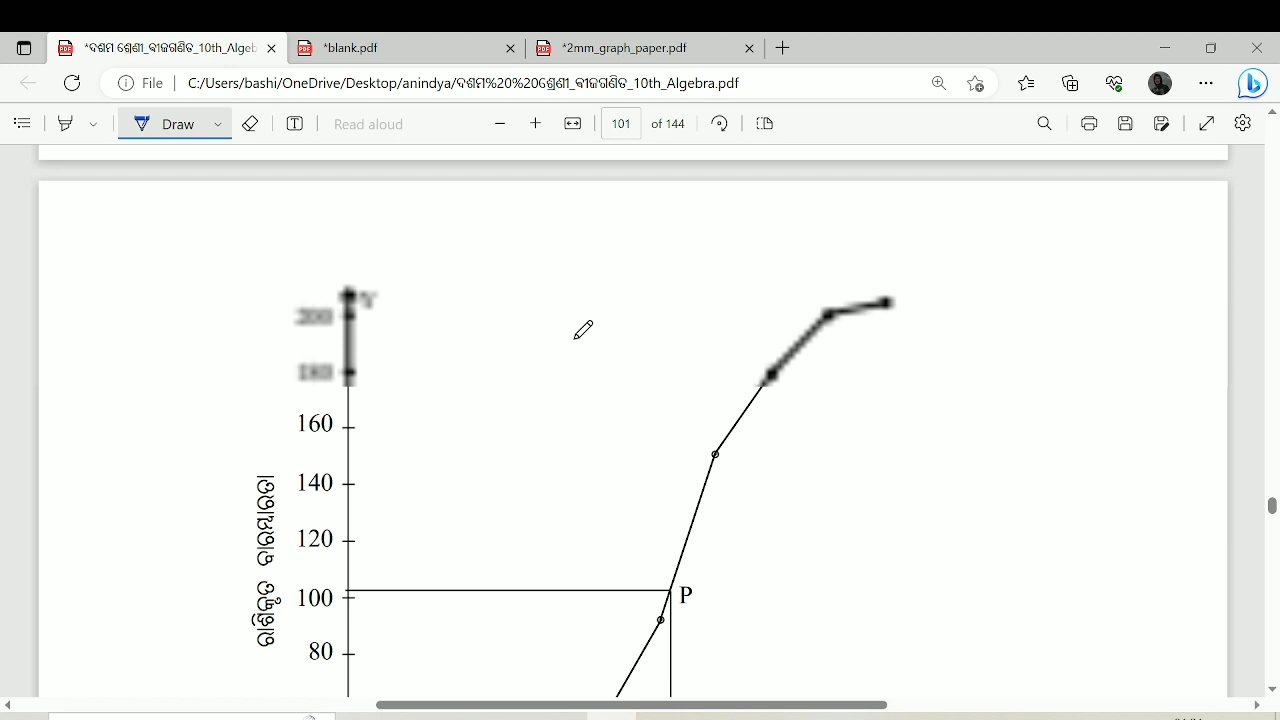 *ଦଶମ ଶ୍ରେଣୀ_ବୀଜଗଣିତ_10th_Algeb
*blank.pdf
*2mm_graph_paper.pdf
File
C:/Users/bashi/OneDrive/Desktop/anindya/ଦଶମ%20%20ଶ୍ରେଣୀ_ବୀଜଗଣିତ_10th_Algebra.pdf
Draw
Read aloud
101 of 144
Y
200
180
160
140
120
100
80
P
ରାଶିକୃତ ବାରମ୍ବାରତା